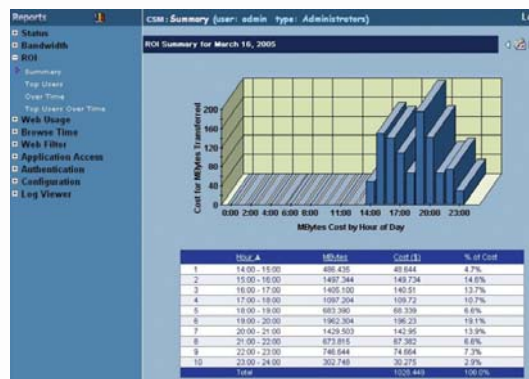 Reports
CSM: Summary (user: admin type: Administrators)
Status
Bandwidth
ROI
Summary
Top Users
Over Time
Top Users Over Time
Web Usage
Browse Time
Web Filter
Application Access
Authentication
Configuration
Log Viewer
ROI Summary for March 16, 2005
Cost for MBytes Transferred
200
160
120
80
40
0
0:00 2:00 4:00 6:00 8:00 11:00 14:00 17:00 20:00 23:00
MBytes Cost by Hour of Day
Hour MBytes Cost ($) % of Cost
1 14:00 - 15:00 486.435 48.644 4.7%
2 15:00 - 16:00 1497.344 149.734 14.6%
3 16:00 - 17:00 1405.100 140.51 13.7%
4 17:00 - 18:00 1097.204 109.72 10.7%
5 18:00 - 19:00 683.390 68.339 6.6%
6 19:00 - 20:00 1962.304 196.23 19.1%
7 20:00 - 21:00 1429.503 142.95 13.9%
8 21:00 - 22:00 673.815 67.382 6.6%
9 22:00 - 23:00 746.644 74.664 7.3%
10 23:00 - 24:00 302.748 30.275 2.9%
Total 1028.449 100.0%